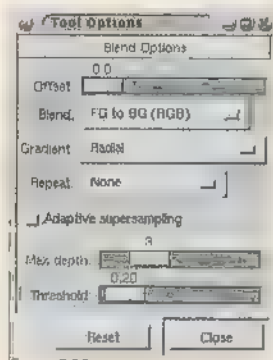 Tool Options
Blend Options
0.0
Offset
Blend: FG to BG (RGB)
Gradient: Radial
Repeat: None
Adaptive supersampling
3
Max depth:
0.20
Threshold:
Reset Close